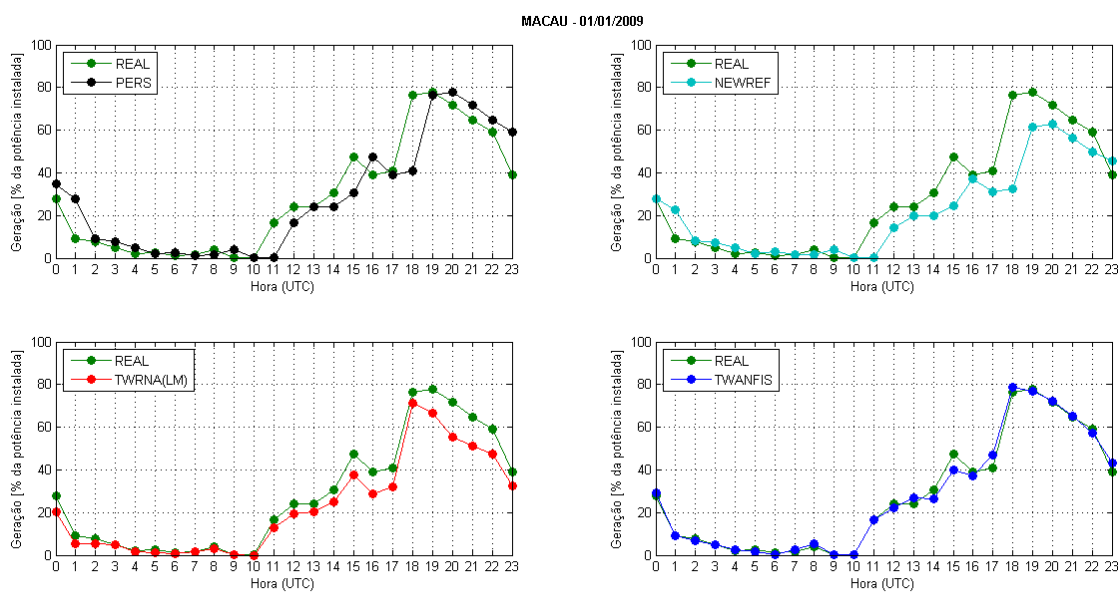 MACAU - 01/01/2009
Geração [% da potência instalada]
100
80
60
40
20
0
REAL
PERS
0 1 2 3 4 5 6 7 8 9 10 11 12 13 14 15 16 17 18 19 20 21 22 23
Hora (UTC)
Geração [% da potência instalada]
100
80
60
40
20
0
REAL
NEWREF
0 1 2 3 4 5 6 7 8 9 10 11 12 13 14 15 16 17 18 19 20 21 22 23
Hora (UTC)
Geração [% da potência instalada]
100
80
60
40
20
0
REAL
TWRNA(LM)
0 1 2 3 4 5 6 7 8 9 10 11 12 13 14 15 16 17 18 19 20 21 22 23
Hora (UTC)
Geração [% da potência instalada]
100
80
60
40
20
0
REAL
TWANFIS
0 1 2 3 4 5 6 7 8 9 10 11 12 13 14 15 16 17 18 19 20 21 22 23
Hora (UTC)